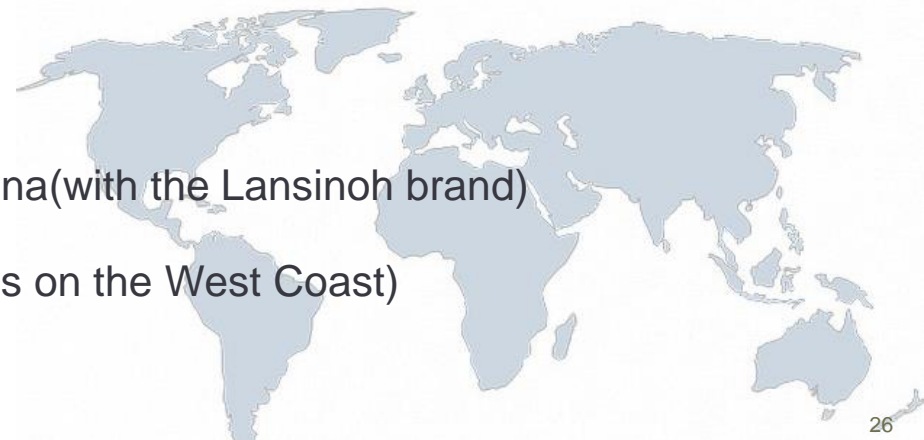 na(with the Lansinoh brand)
s on the West Coast)
26